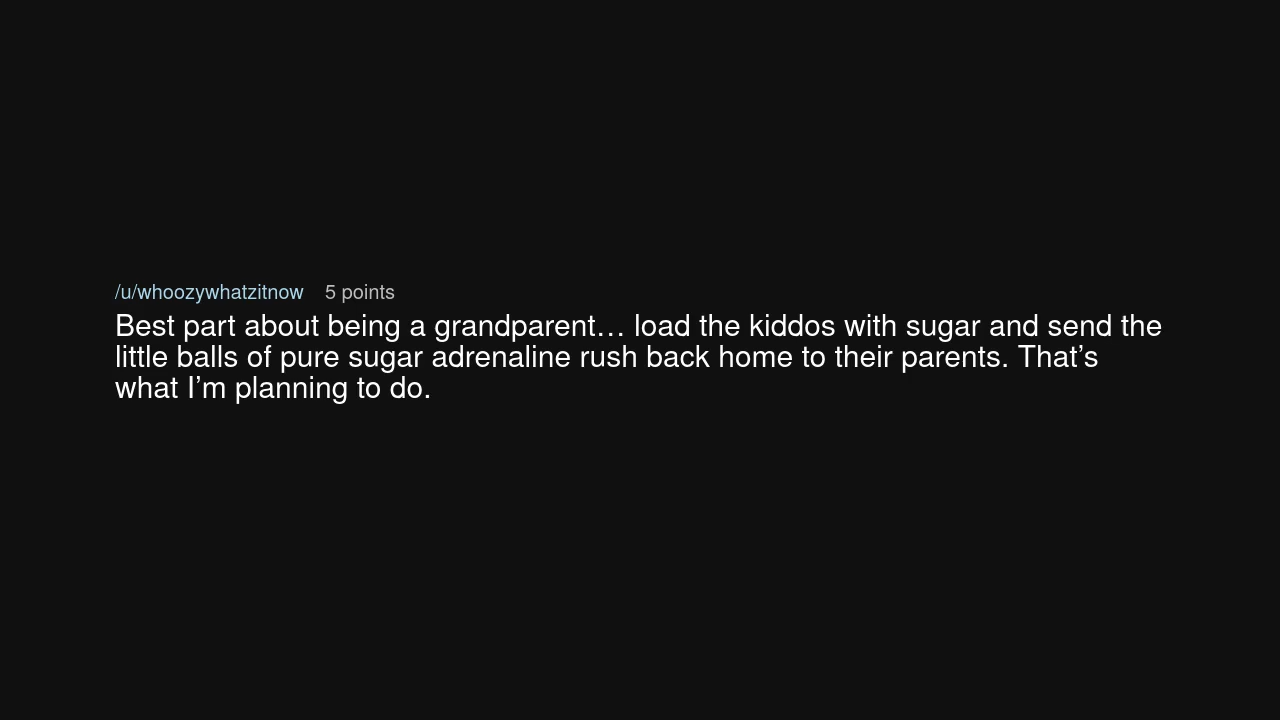 /u/whoozywhatzitnow 5 points
Best part about being a grandparent… load the kiddos with sugar and send the
little balls of pure sugar adrenaline rush back home to their parents. That’s
what I’m planning to do.